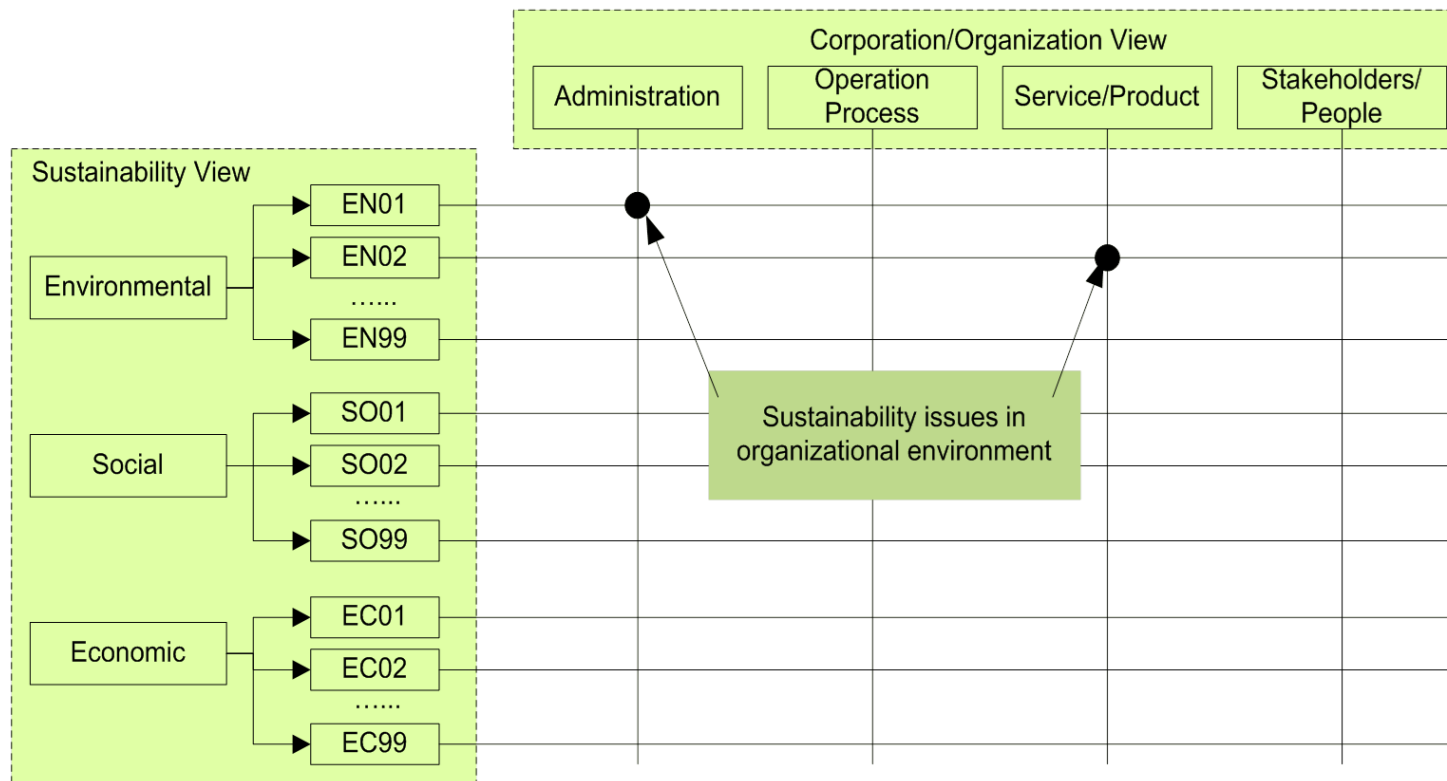 Corporation/Organization View
Administration
Operation
Process
Service/Product
Stakeholders/
People
Sustainability View
Environmental
EN01
EN02
…...
EN99
Social
SO01
SO02
…...
SO99
Economic
EC01
EC02
…...
EC99
Sustainability issues in
organizational environment